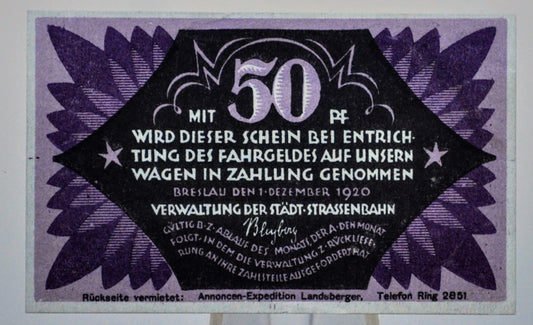 MIT 50 Pf
WIRD DIESER SCHEIN BEI ENTRICH-
TUNG DES FAHRGELDES AUF UNSERN
WAGEN IN ZAHLUNG GENOMMEN
BRESLAU DEN 1·DEZEMBER 1920
VERWALTUNG DER STÄDT·STRASSENBAHN
GÜLTIG B·Z·ABLAUF DES MONATS, DER A·DEN MONAT
FOLGT·IN DEM DIE VERWALTUNG Z·RÜCKLIEFE-
RUNG AN IHRE ZAHLSTELLE AUSGEFORDERT HAT
Rückseite vermietet: Annoncen-Expedition Landsberger, Telefon Ring 2851